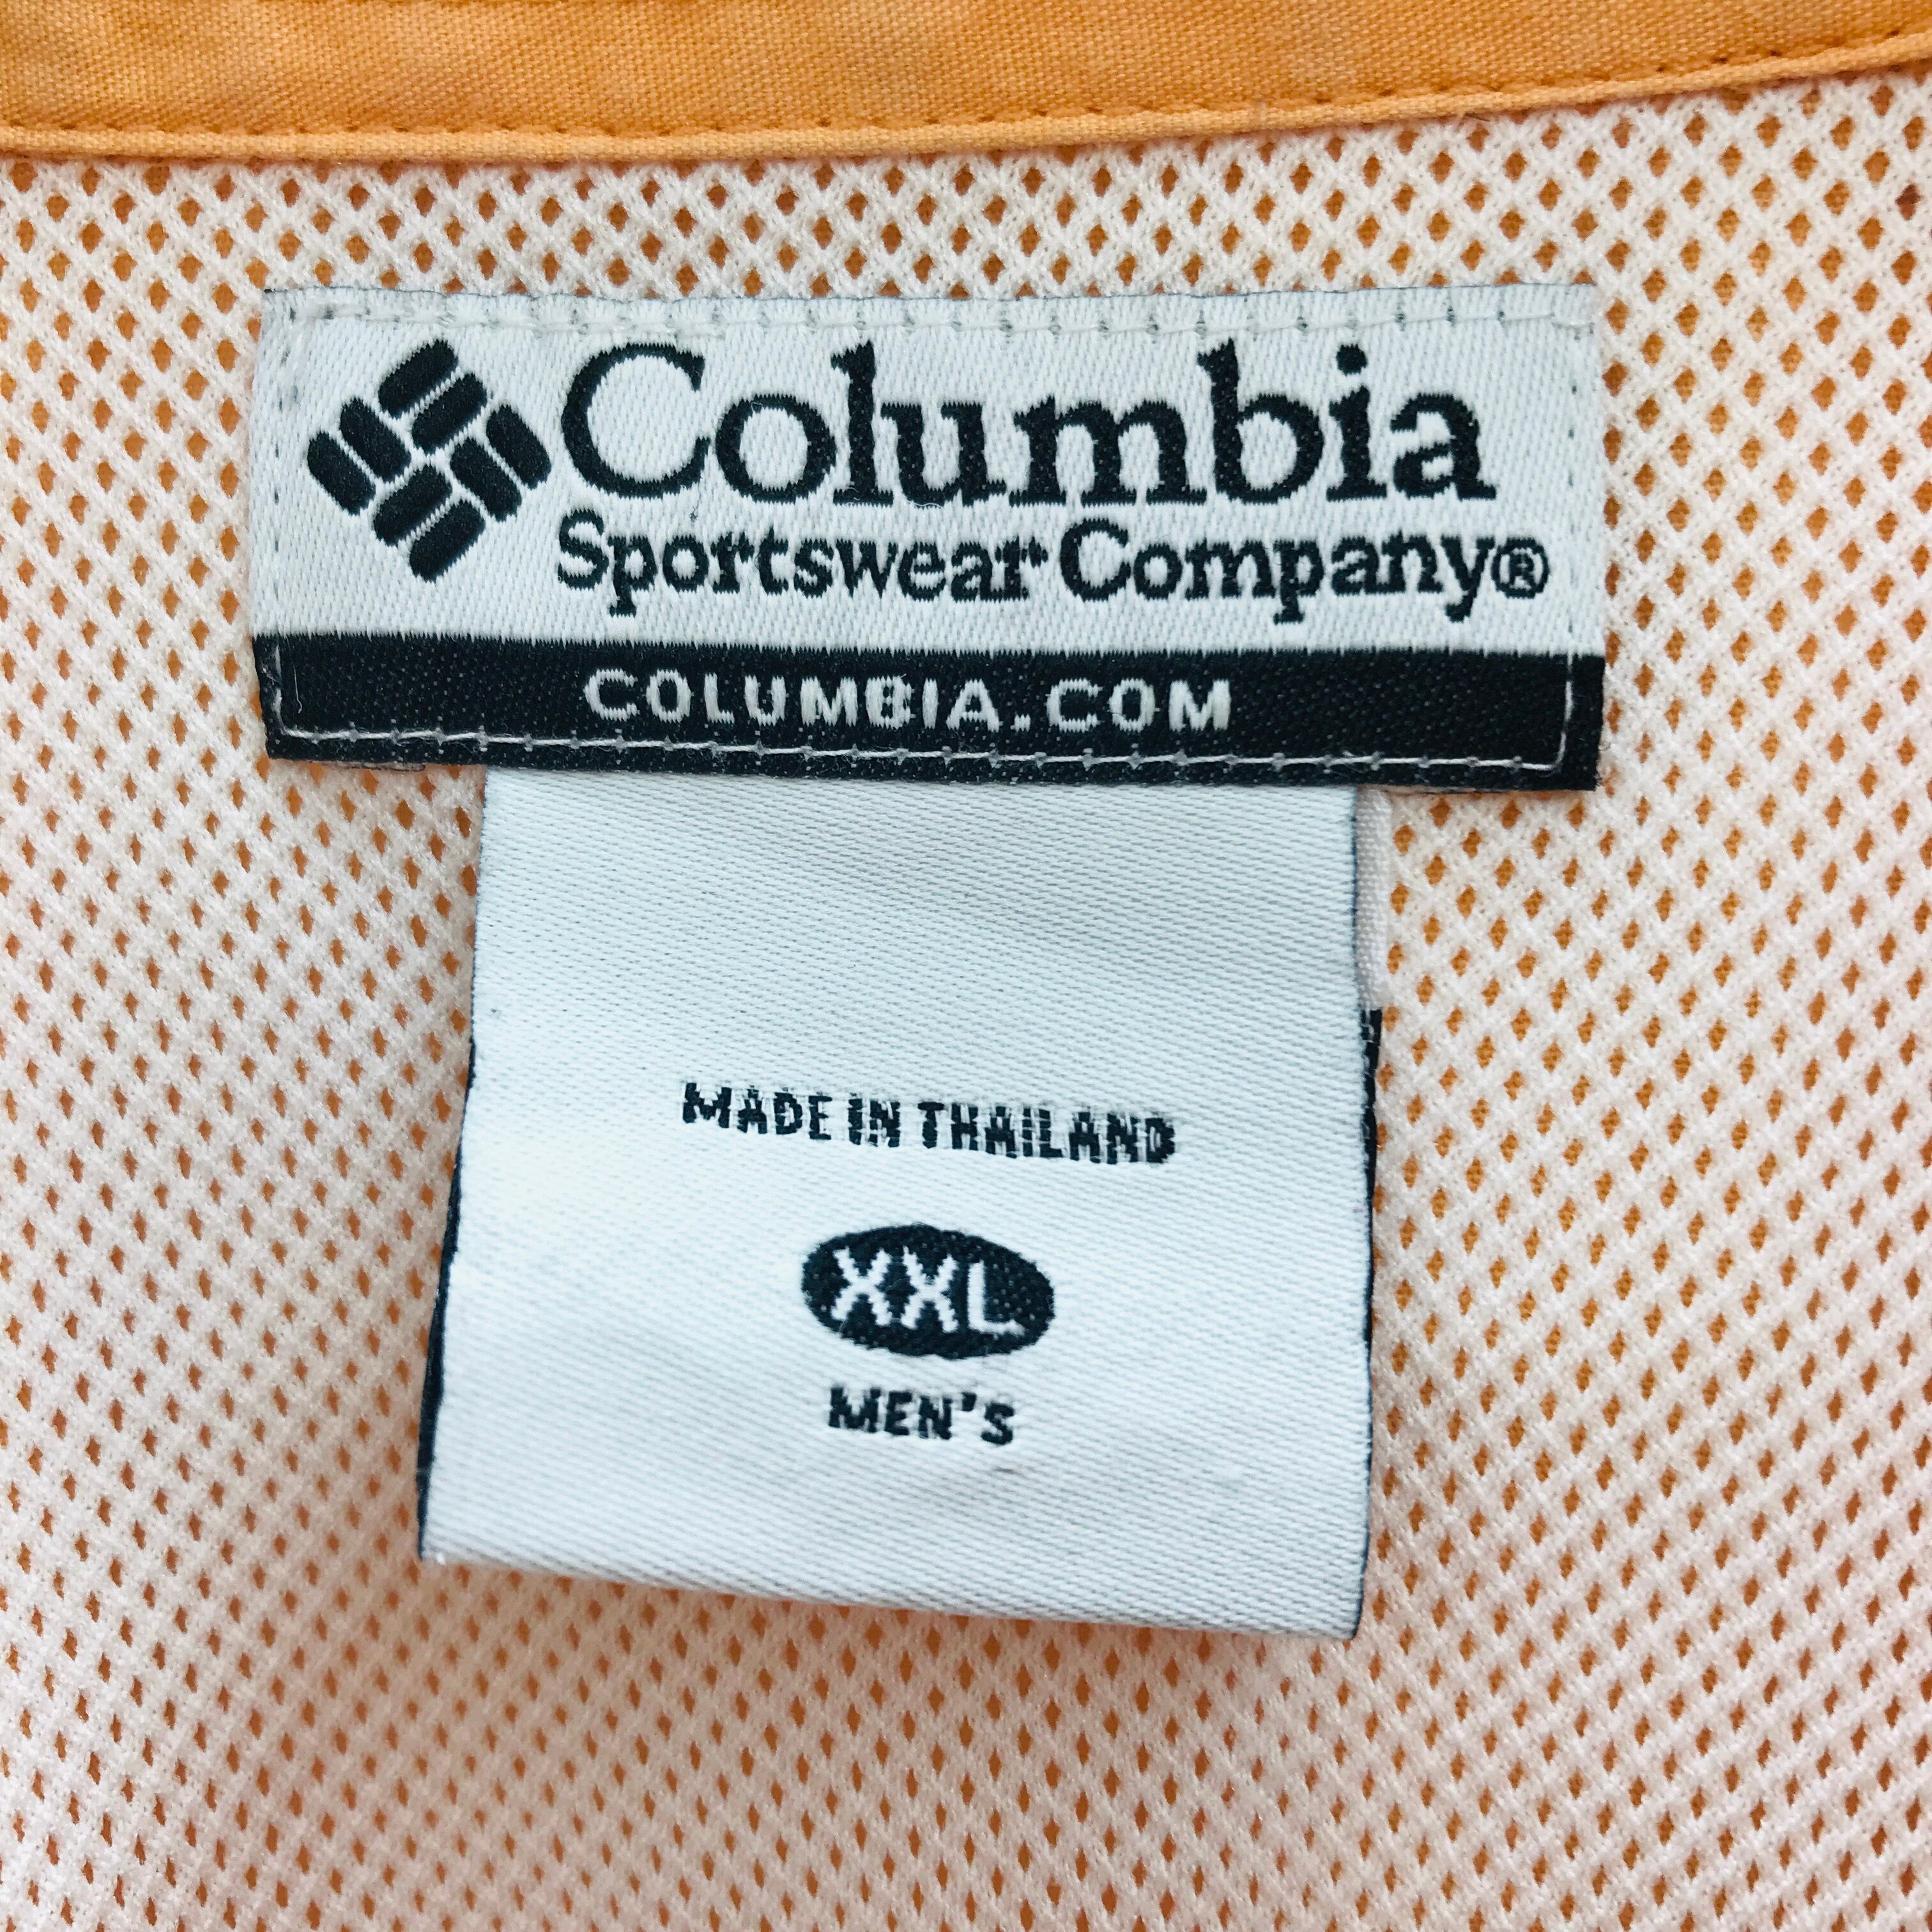 Columbia
Sportswear Company®
COLUMBIA.COM
MADE IN THAILAND
XXL
MEN'S